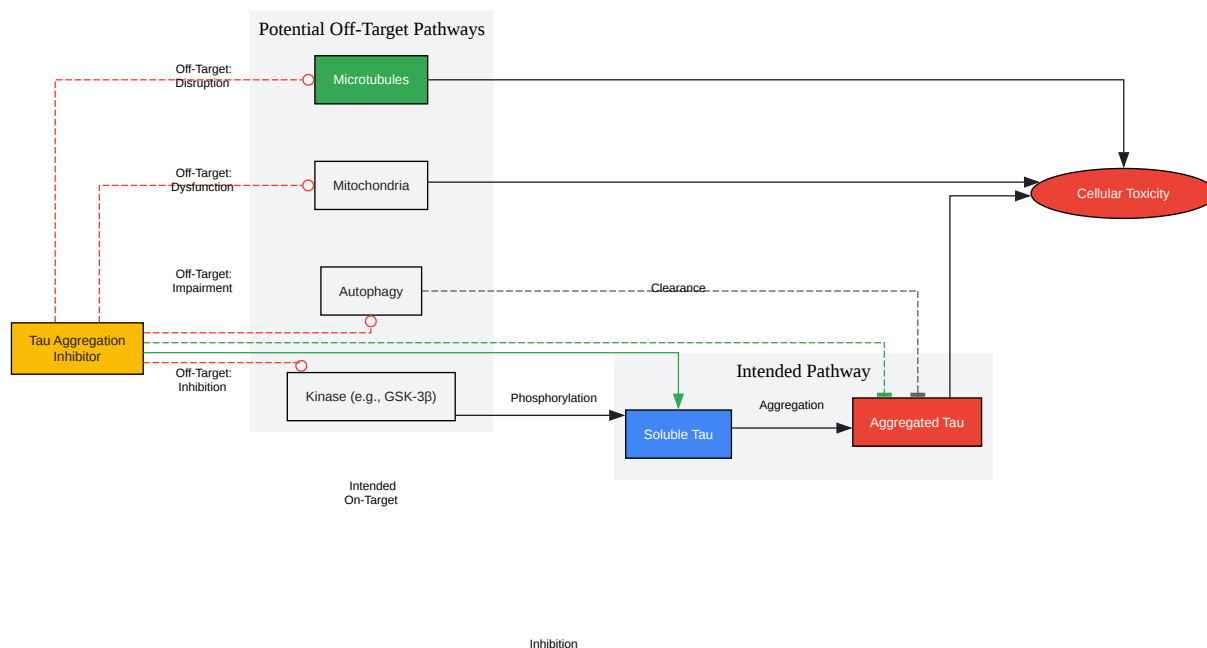 Potential Off-Target Pathways
Off-Target:
Disruption
Microtubules
Off-Target:
Dysfunction
Mitochondria
Cellular Toxicity
Off-Target:
Impairment
Autophagy
Clearance
Tau Aggregation
Inhibitor
Off-Target:
Inhibition
Kinase (e.g., GSK-3β)
Phosphorylation
Intended Pathway
Soluble Tau
Aggregation
Aggregated Tau
Intended
On-Target
Inhibition